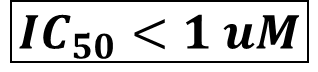 IC₅₀ < 1 uM